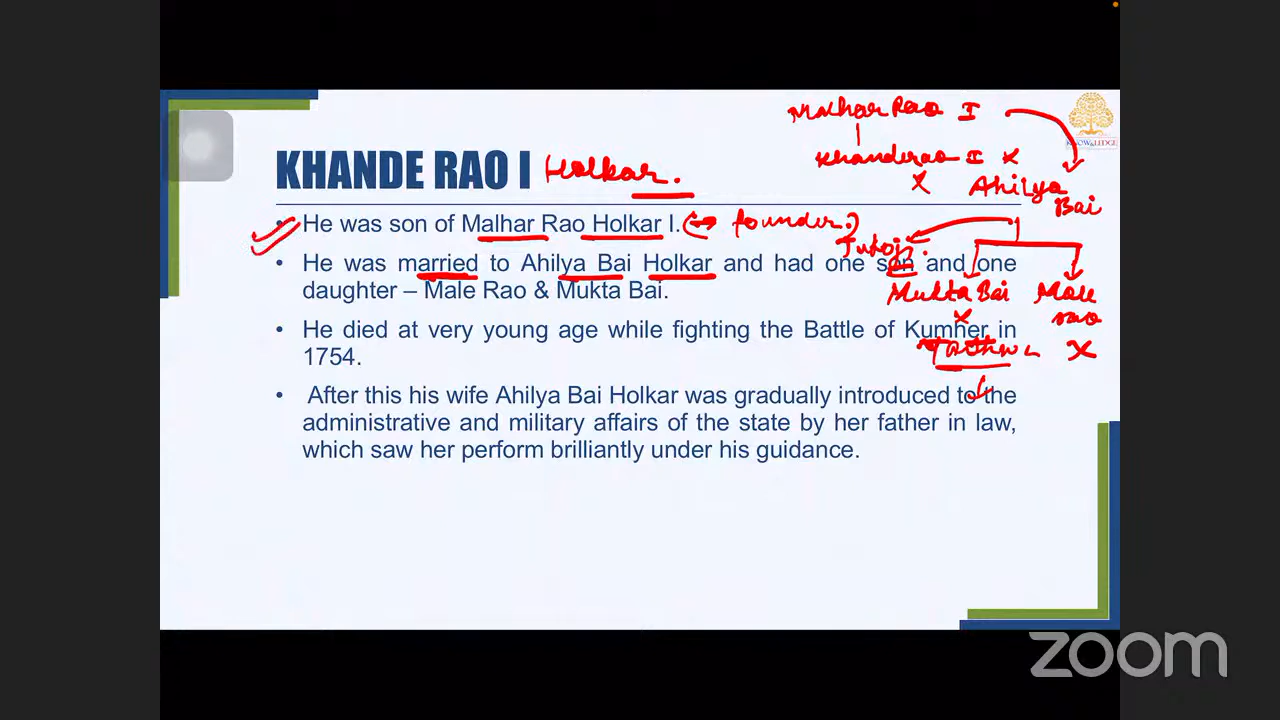 Malhar Rao I
KNOWLEDGE
Khanderao I x
KHANDE RAO I Holkar.
x Ahilya
Bai
• He was son of Malhar Rao Holkar I. (→ founder.)
Tukoji.
• He was married to Ahilya Bai Holkar and had one son and one
daughter – Male Rao & Mukta Bai.
Mukta Bai Male
x rao
• He died at very young age while fighting the Battle of Kumher in
1754.
x
• After this his wife Ahilya Bai Holkar was gradually introduced to the
administrative and military affairs of the state by her father in law,
which saw her perform brilliantly under his guidance.
zoom